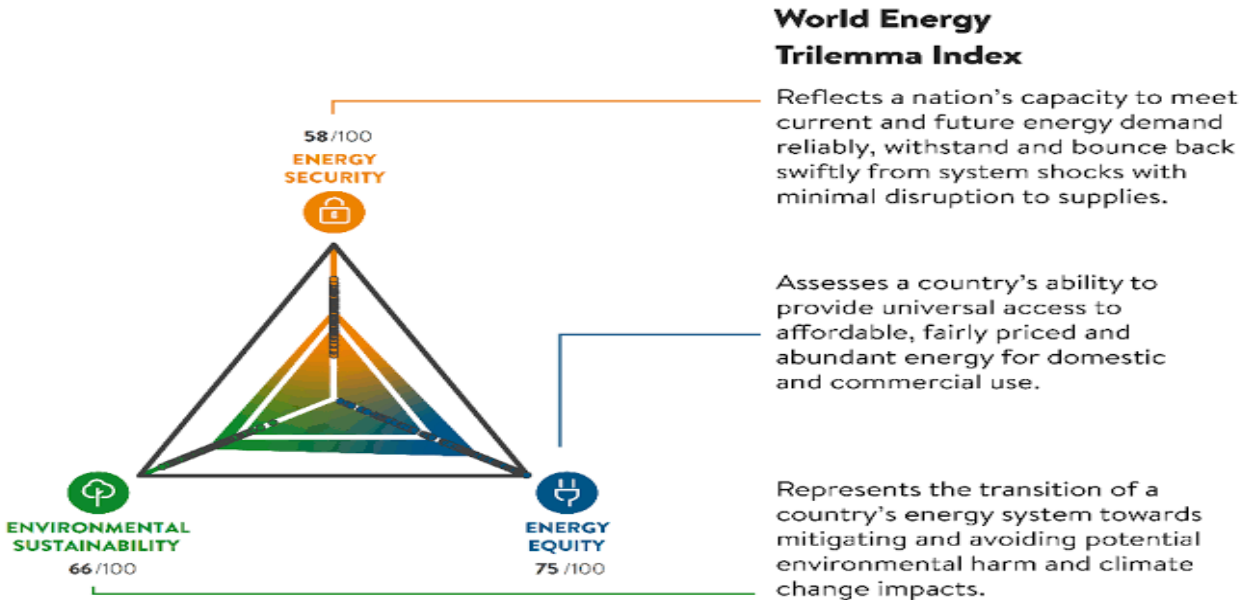 World Energy
Trilemma Index
Reflects a nation's capacity to meet
current and future energy demand
reliably, withstand and bounce back
swiftly from system shocks with
minimal disruption to supplies.
58/100
ENERGY
SECURITY
Assesses a country's ability to
provide universal access to
affordable, fairly priced and
abundant energy for domestic
and commercial use.
ENVIRONMENTAL
SUSTAINABILITY
66/100
ENERGY
EQUITY
75/100
Represents the transition of a
country's energy system towards
mitigating and avoiding potential
environmental harm and climate
change impacts.